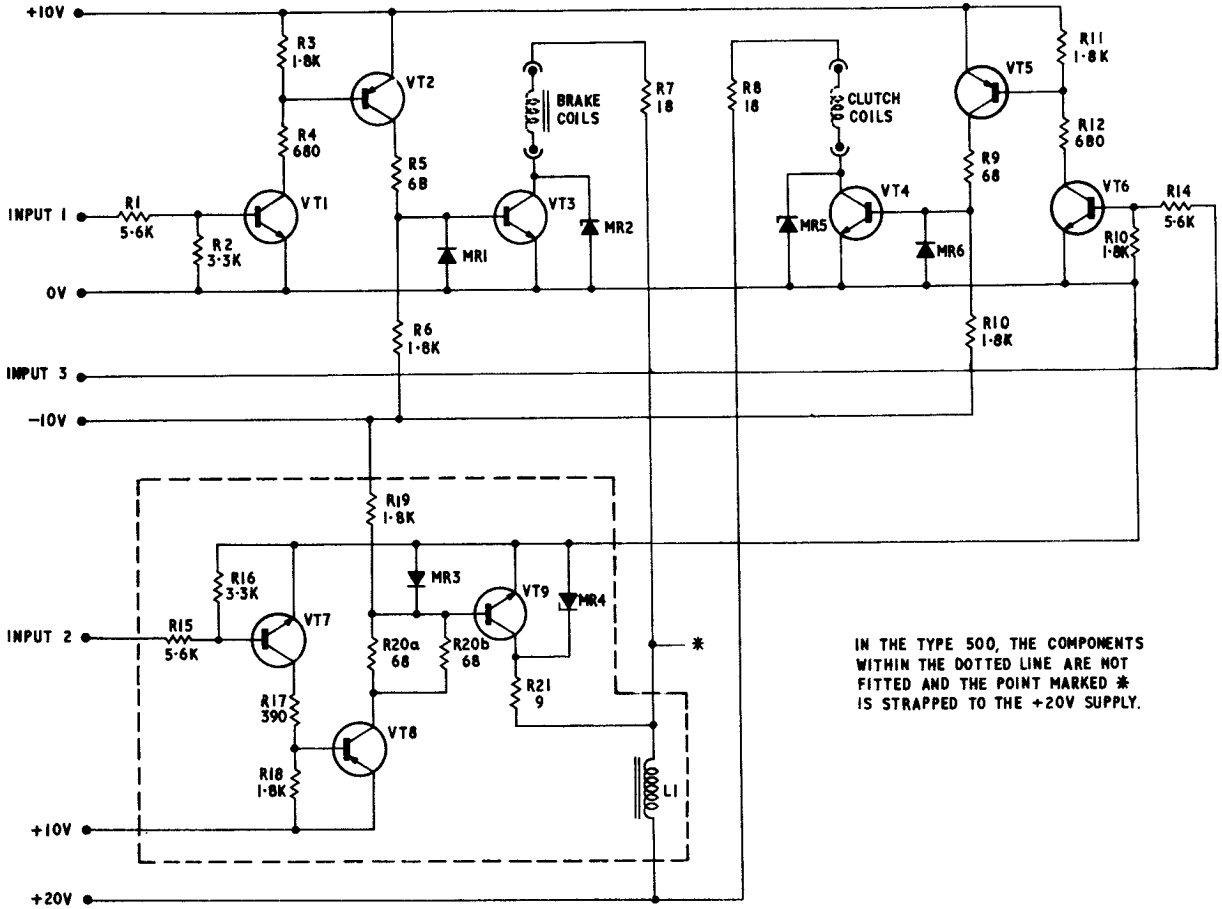 +10V
R3
1·8K
VT2
R4
680
R5
6B
BRAKE
COILS
R7
18
R8
18
CLUTCH
COILS
VT5
R11
1·8K
R12
680
R9
68
INPUT 1
R1
5·6K
R2
3·3K
VT1
VT3
MR1
MR2
VT4
MR5
MR6
VT6
R14
5·6K
R10
1·8K
0V
R6
1·8K
R10
1·8K
INPUT 3
-10V
R19
1·8K
R16
3·3K
MR3
VT9
MR4
INPUT 2
R15
5·6K
VT7
R20a
68
R20b
68
*
R21
9
R17
390
VT8
R18
1·8K
L1
+10V
+20V
IN THE TYPE 500, THE COMPONENTS
WITHIN THE DOTTED LINE ARE NOT
FITTED AND THE POINT MARKED *
IS STRAPPED TO THE +20V SUPPLY.